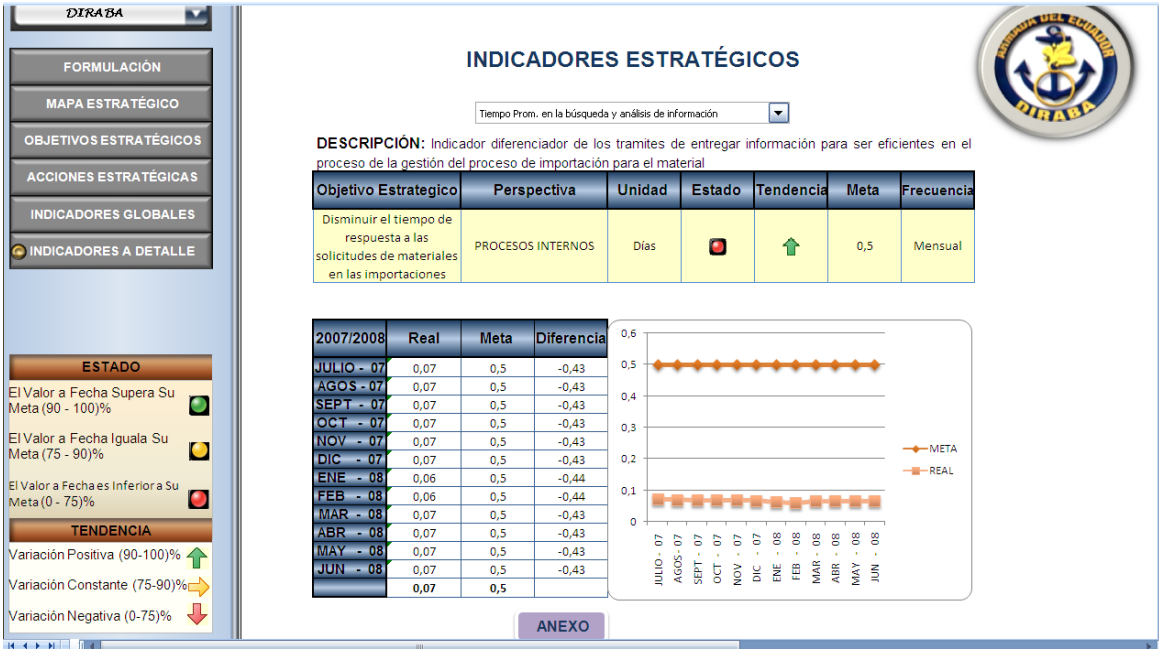 DIRABA
FORMULACIÓN
MAPA ESTRATÉGICO
OBJETIVOS ESTRATÉGICOS
ACCIONES ESTRATÉGICAS
INDICADORES GLOBALES
INDICADORES A DETALLE
ESTADO
El Valor a Fecha Supera Su
Meta (90 - 100)%
El Valor a Fecha Iguala Su
Meta (75 - 90)%
El Valor a Fecha es Inferior a Su
Meta (0 - 75)%
TENDENCIA
Variación Positiva (90-100)%
Variación Constante (75-90)%
Variación Negativa (0-75)%
INDICADORES ESTRATÉGICOS
ARMADA DEL ECUADOR
DIRABA
Tiempo Prom. en la búsqueda y análisis de información
DESCRIPCIÓN: Indicador diferenciador de los tramites de entregar información para ser eficientes en el
proceso de la gestión del proceso de importación para el material
Objetivo Estrategico Perspectiva Unidad Estado Tendencia Meta Frecuencia
Disminuir el tiempo de
respuesta a las
solicitudes de materiales
en las importaciones
PROCESOS INTERNOS Días 0,5 Mensual
2007/2008 Real Meta Diferencia
JULIO - 07 0,07 0,5 -0,43
AGOS - 07 0,07 0,5 -0,43
SEPT - 07 0,07 0,5 -0,43
OCT - 07 0,07 0,5 -0,43
NOV - 07 0,07 0,5 -0,43
DIC - 07 0,07 0,5 -0,43
ENE - 08 0,06 0,5 -0,44
FEB - 08 0,06 0,5 -0,44
MAR - 08 0,07 0,5 -0,43
ABR - 08 0,07 0,5 -0,43
MAY - 08 0,07 0,5 -0,43
JUN - 08 0,07 0,5 -0,43
0,07 0,5
0,6
0,5
0,4
0,3
0,2
0,1
0
JULIO - 07
AGOS - 07
SEPT - 07
OCT - 07
NOV - 07
DIC - 07
ENE - 08
FEB - 08
MAR - 08
ABR - 08
MAY - 08
JUN - 08
META
REAL
ANEXO